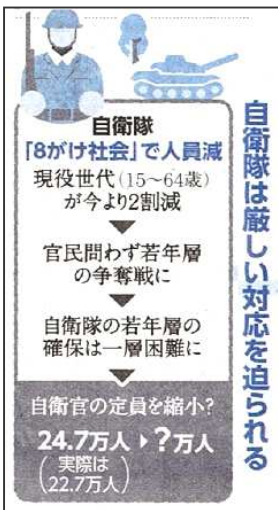 自衛隊は厳しい対応を迫られる
自衛隊
「8がけ社会」で人員減
現役世代(15～64歳)
が今より2割減
官民問わず若年層
の争奪戦に
自衛隊の若年層の
確保は一層困難に
自衛官の定員を縮小?
24.7万人▶?万人
(実際は
22.7万人)